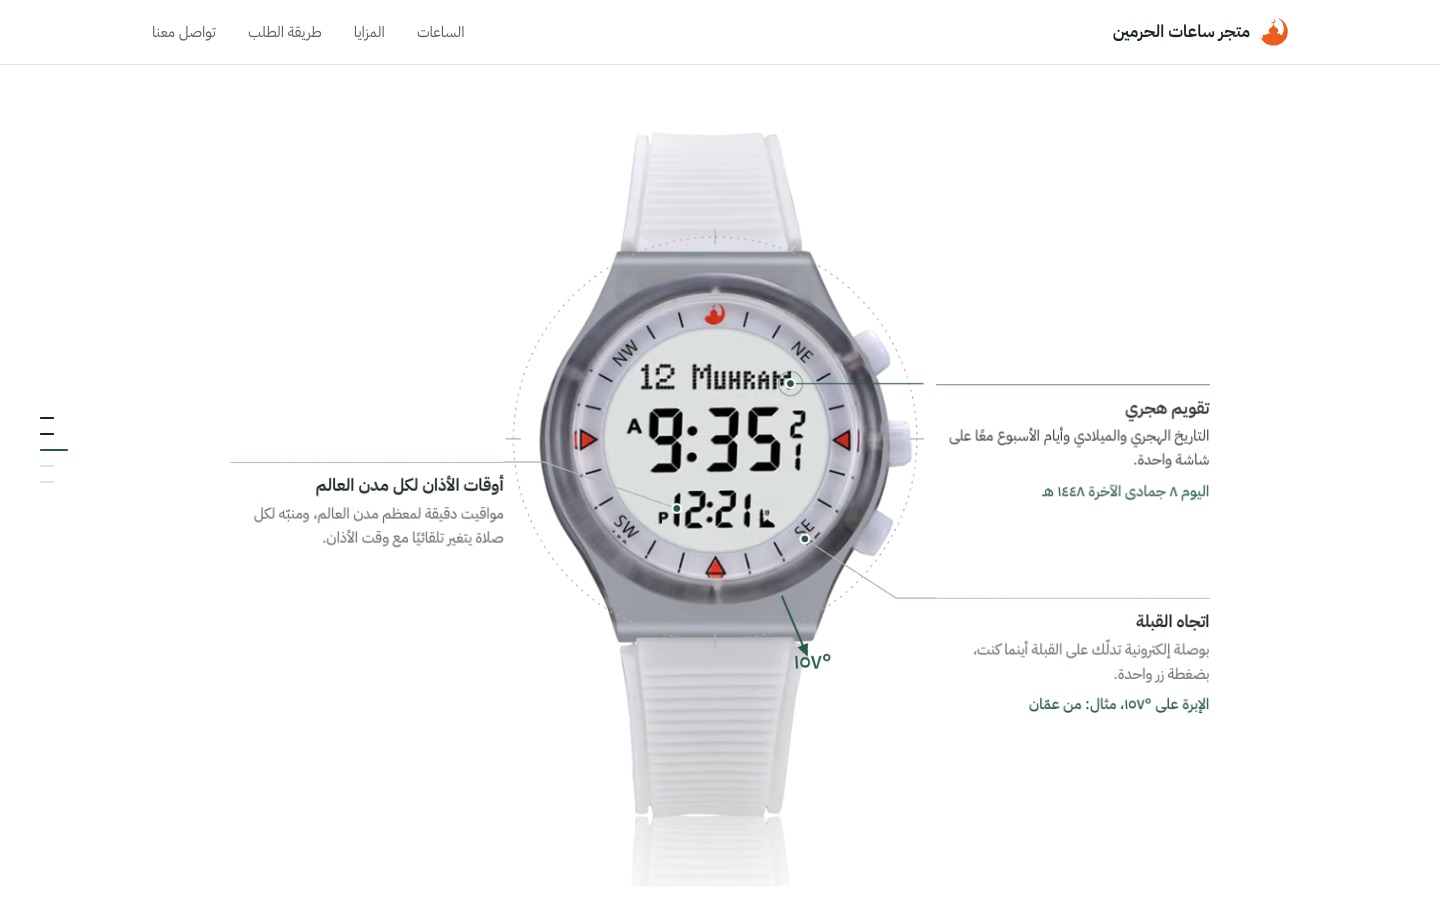 متجر ساعات الحرمين
الساعات
المزايا
طريقة الطلب
تواصل معنا
NW
NE
12 MUHRAM
A 9:35 21
P 12:21
SW
SE
١٥٧°
تقويم هجري
التاريخ الهجري والميلادي وأيام الأسبوع معًا على
شاشة واحدة.
اليوم ٨ جمادى الآخرة ١٤٤٨ هـ
أوقات الأذان لكل مدن العالم
مواقيت دقيقة لمعظم مدن العالم، ومنبّه لكل
صلاة يتغير تلقائيًا مع وقت الأذان.
اتجاه القبلة
بوصلة إلكترونية تدلّك على القبلة أينما كنت،
بضغطة زر واحدة.
الإبرة على ١٥٧°، مثال: من عمّان